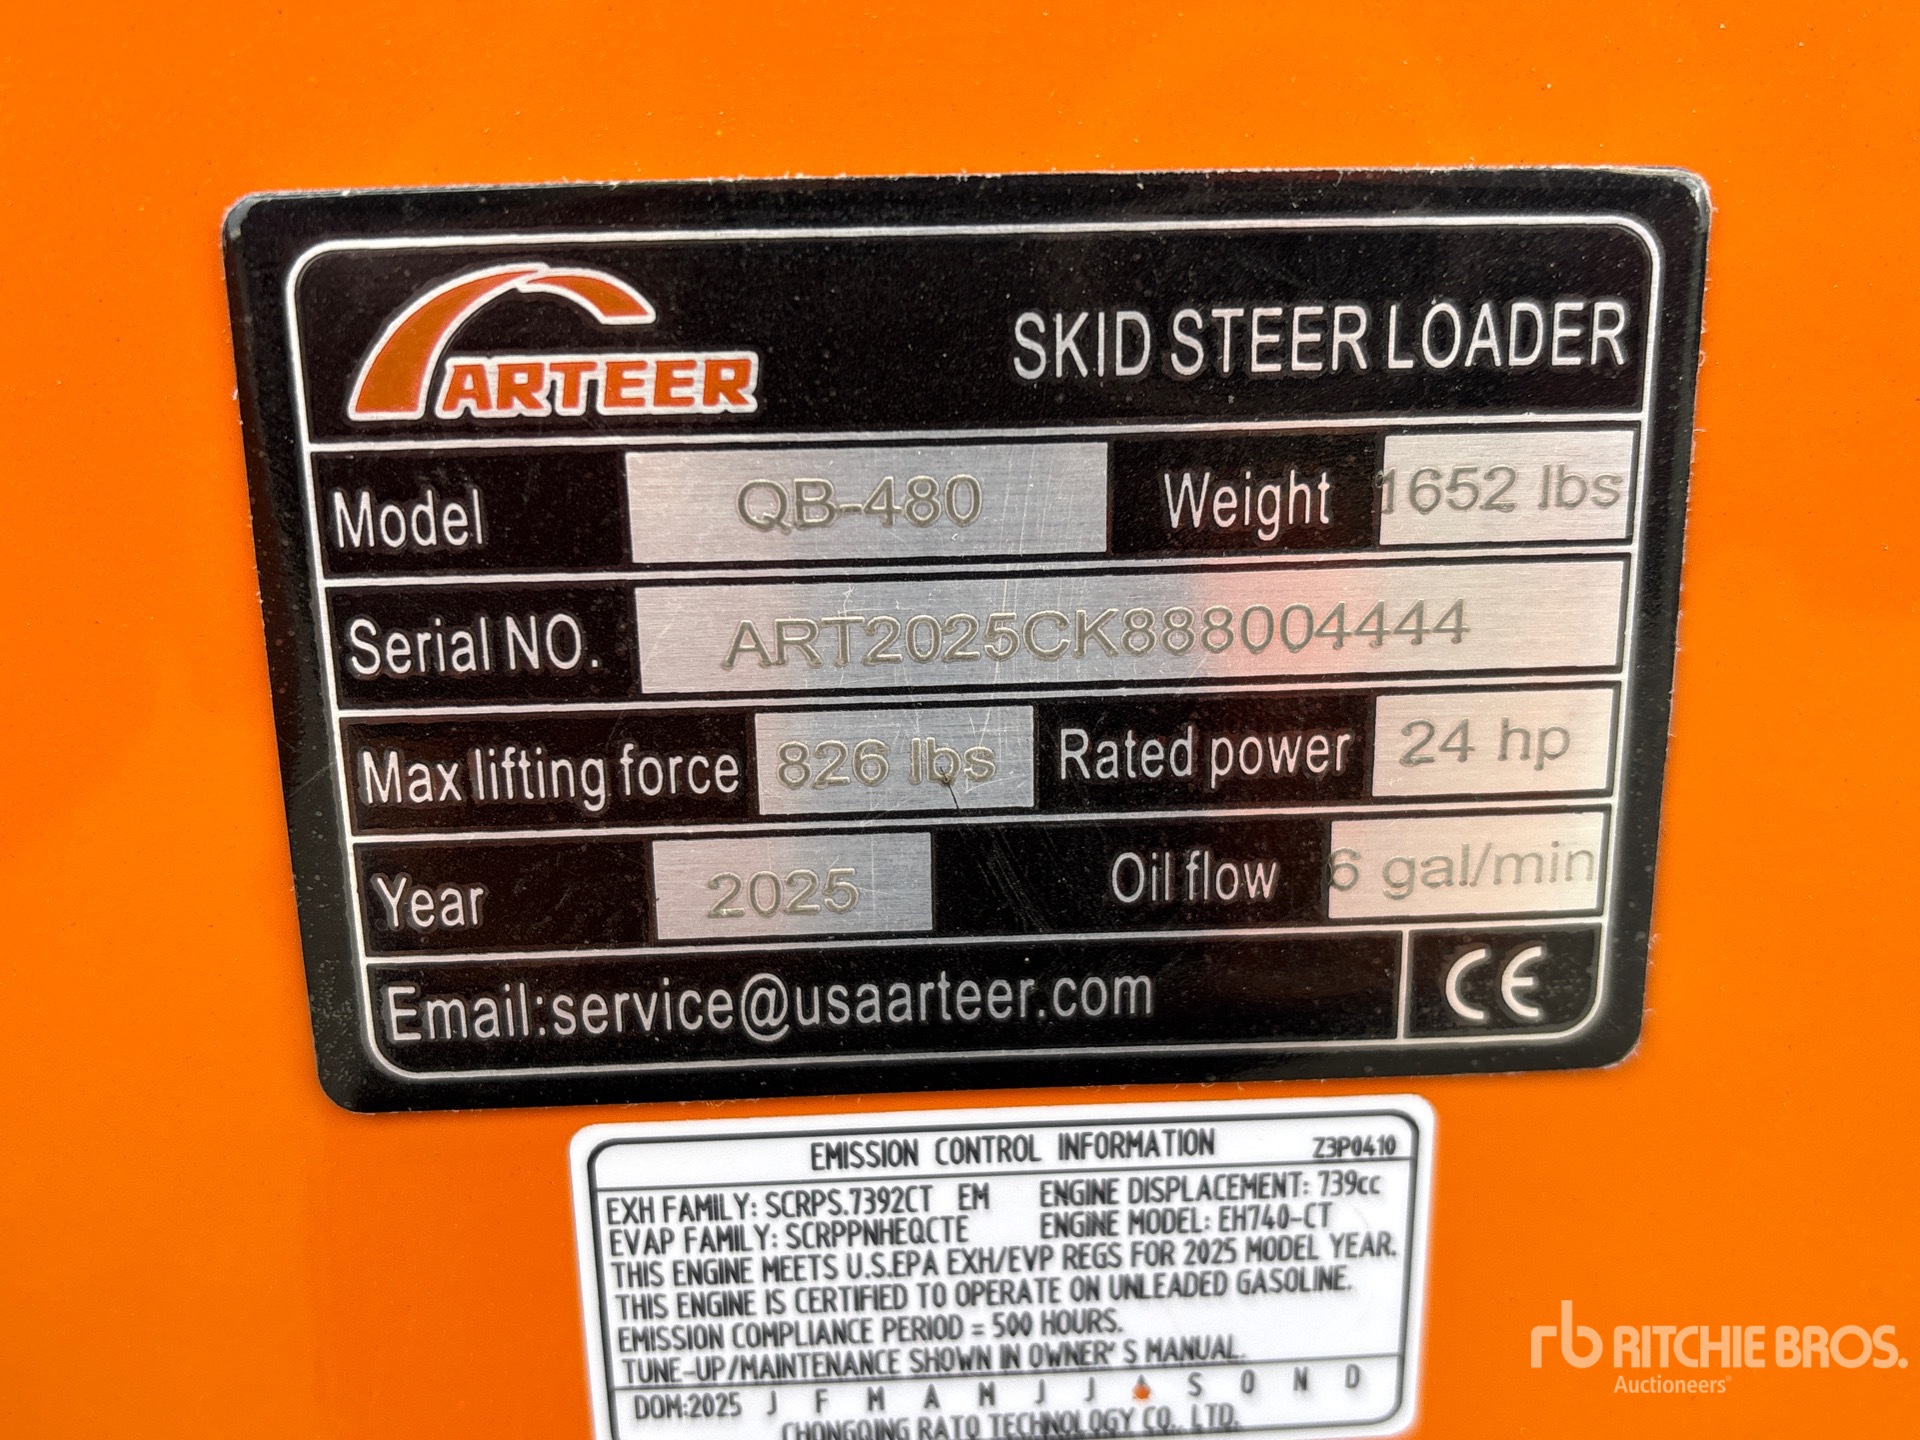 ARTEER
SKID STEER LOADER
Model QB-480 Weight 1652 lbs
Serial NO. ART2025CK888004444
Max lifting force 826 lbs Rated power 24 hp
Year 2025 Oil flow 6 gal/min
Email:service@usaarteer.com CE
EMISSION CONTROL INFORMATION Z3P0410
EXH FAMILY: SCRPS.7392CT EM ENGINE DISPLACEMENT: 739cc
EVAP FAMILY: SCRPPNHEQCTE ENGINE MODEL: EH740-CT
THIS ENGINE MEETS U.S.EPA EXH/EVP REGS FOR 2025 MODEL YEAR.
THIS ENGINE IS CERTIFIED TO OPERATE ON UNLEADED GASOLINE.
EMISSION COMPLIANCE PERIOD = 500 HOURS.
TUNE-UP/MAINTENANCE SHOWN IN OWNER' S MANUAL.
DOM:2025 J F M A M J J A S O N D
CHONGQING RATO TECHNOLOGY CO., LTD.
rb RITCHIE BROS.
Auctioneers